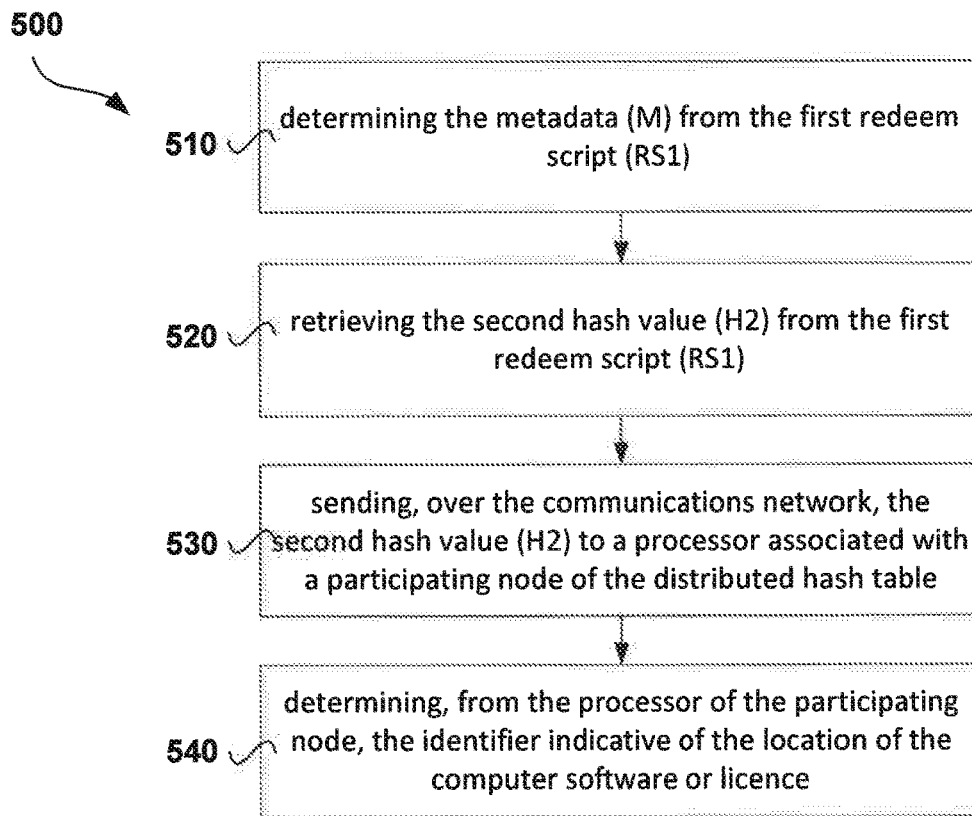 500
510
determining the metadata (M) from the first redeem
script (RS1)
520
retrieving the second hash value (H2) from the first
redeem script (RS1)
530
sending, over the communications network, the
second hash value (H2) to a processor associated with
a participating node of the distributed hash table
540
determining, from the processor of the participating
node, the identifier indicative of the location of the
computer software or licence